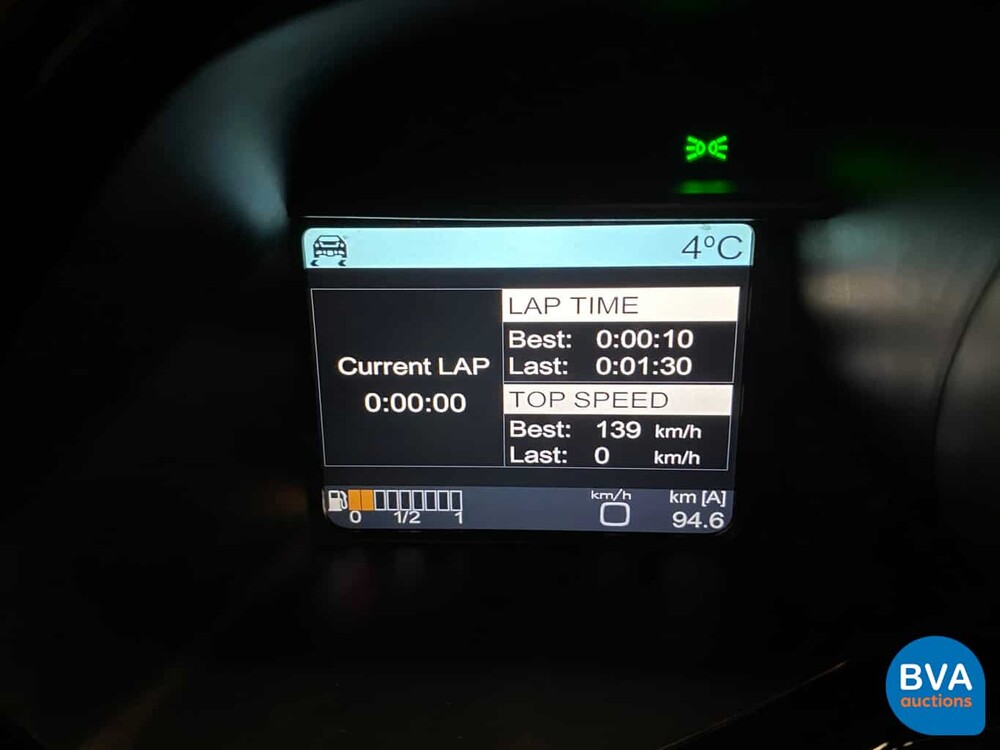 4°C
LAP TIME
Best: 0:00:10
Last: 0:01:30
Current LAP
0:00:00
TOP SPEED
Best: 139 km/h
Last: 0 km/h
0 1/2 1
km/h
0
km [A]
94.6
BVA
auctions